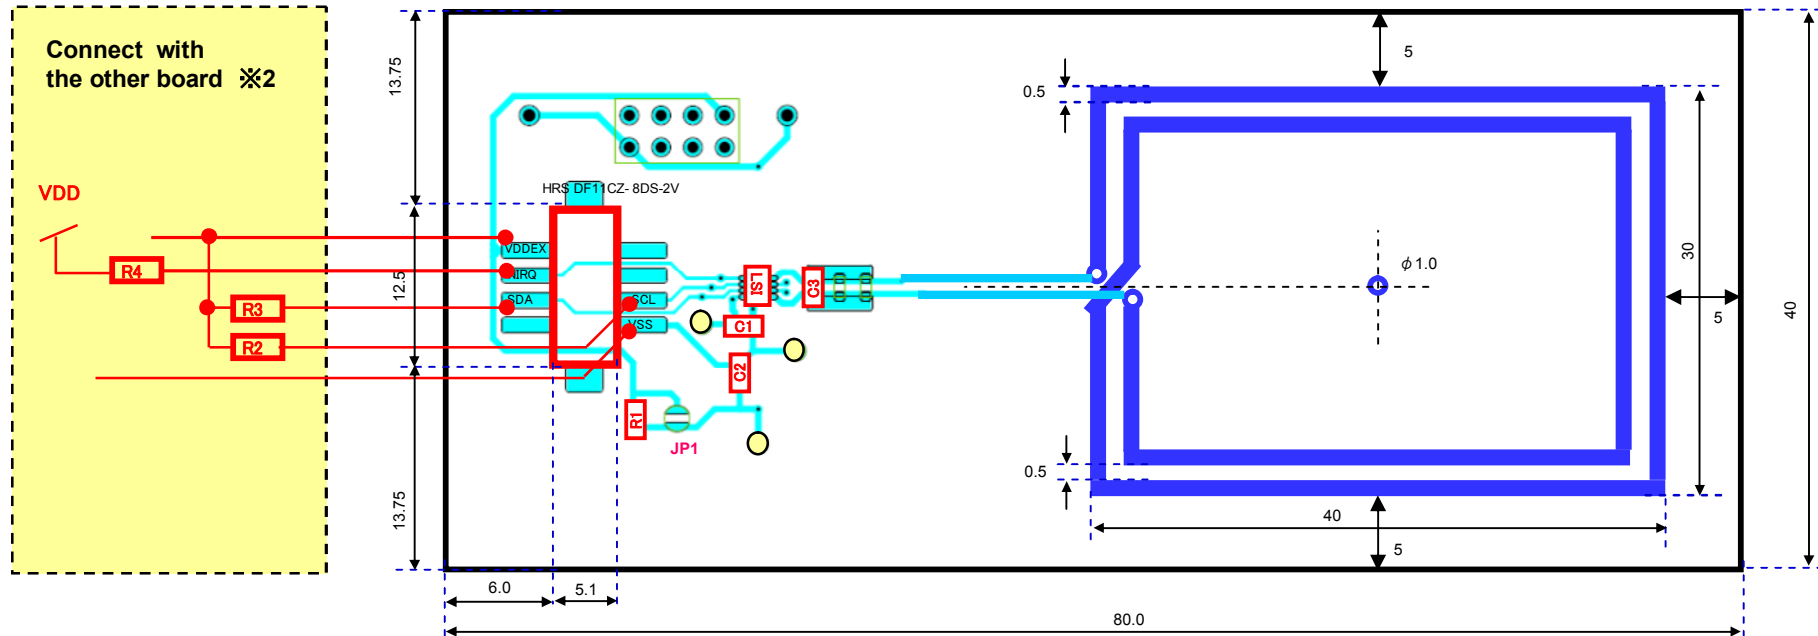 Connect with
the other board ※2
VDD
R4
R3
R2
13.75
12.5
13.75
HRS DF11CZ- 8DS-2V
VDDEX
NIRQ
SDA
SCL
VSS
LSI
C3
C1
C2
R1
JP1
0.5
0.5
5
φ1.0
30
5
40
40
5
6.0
5.1
80.0